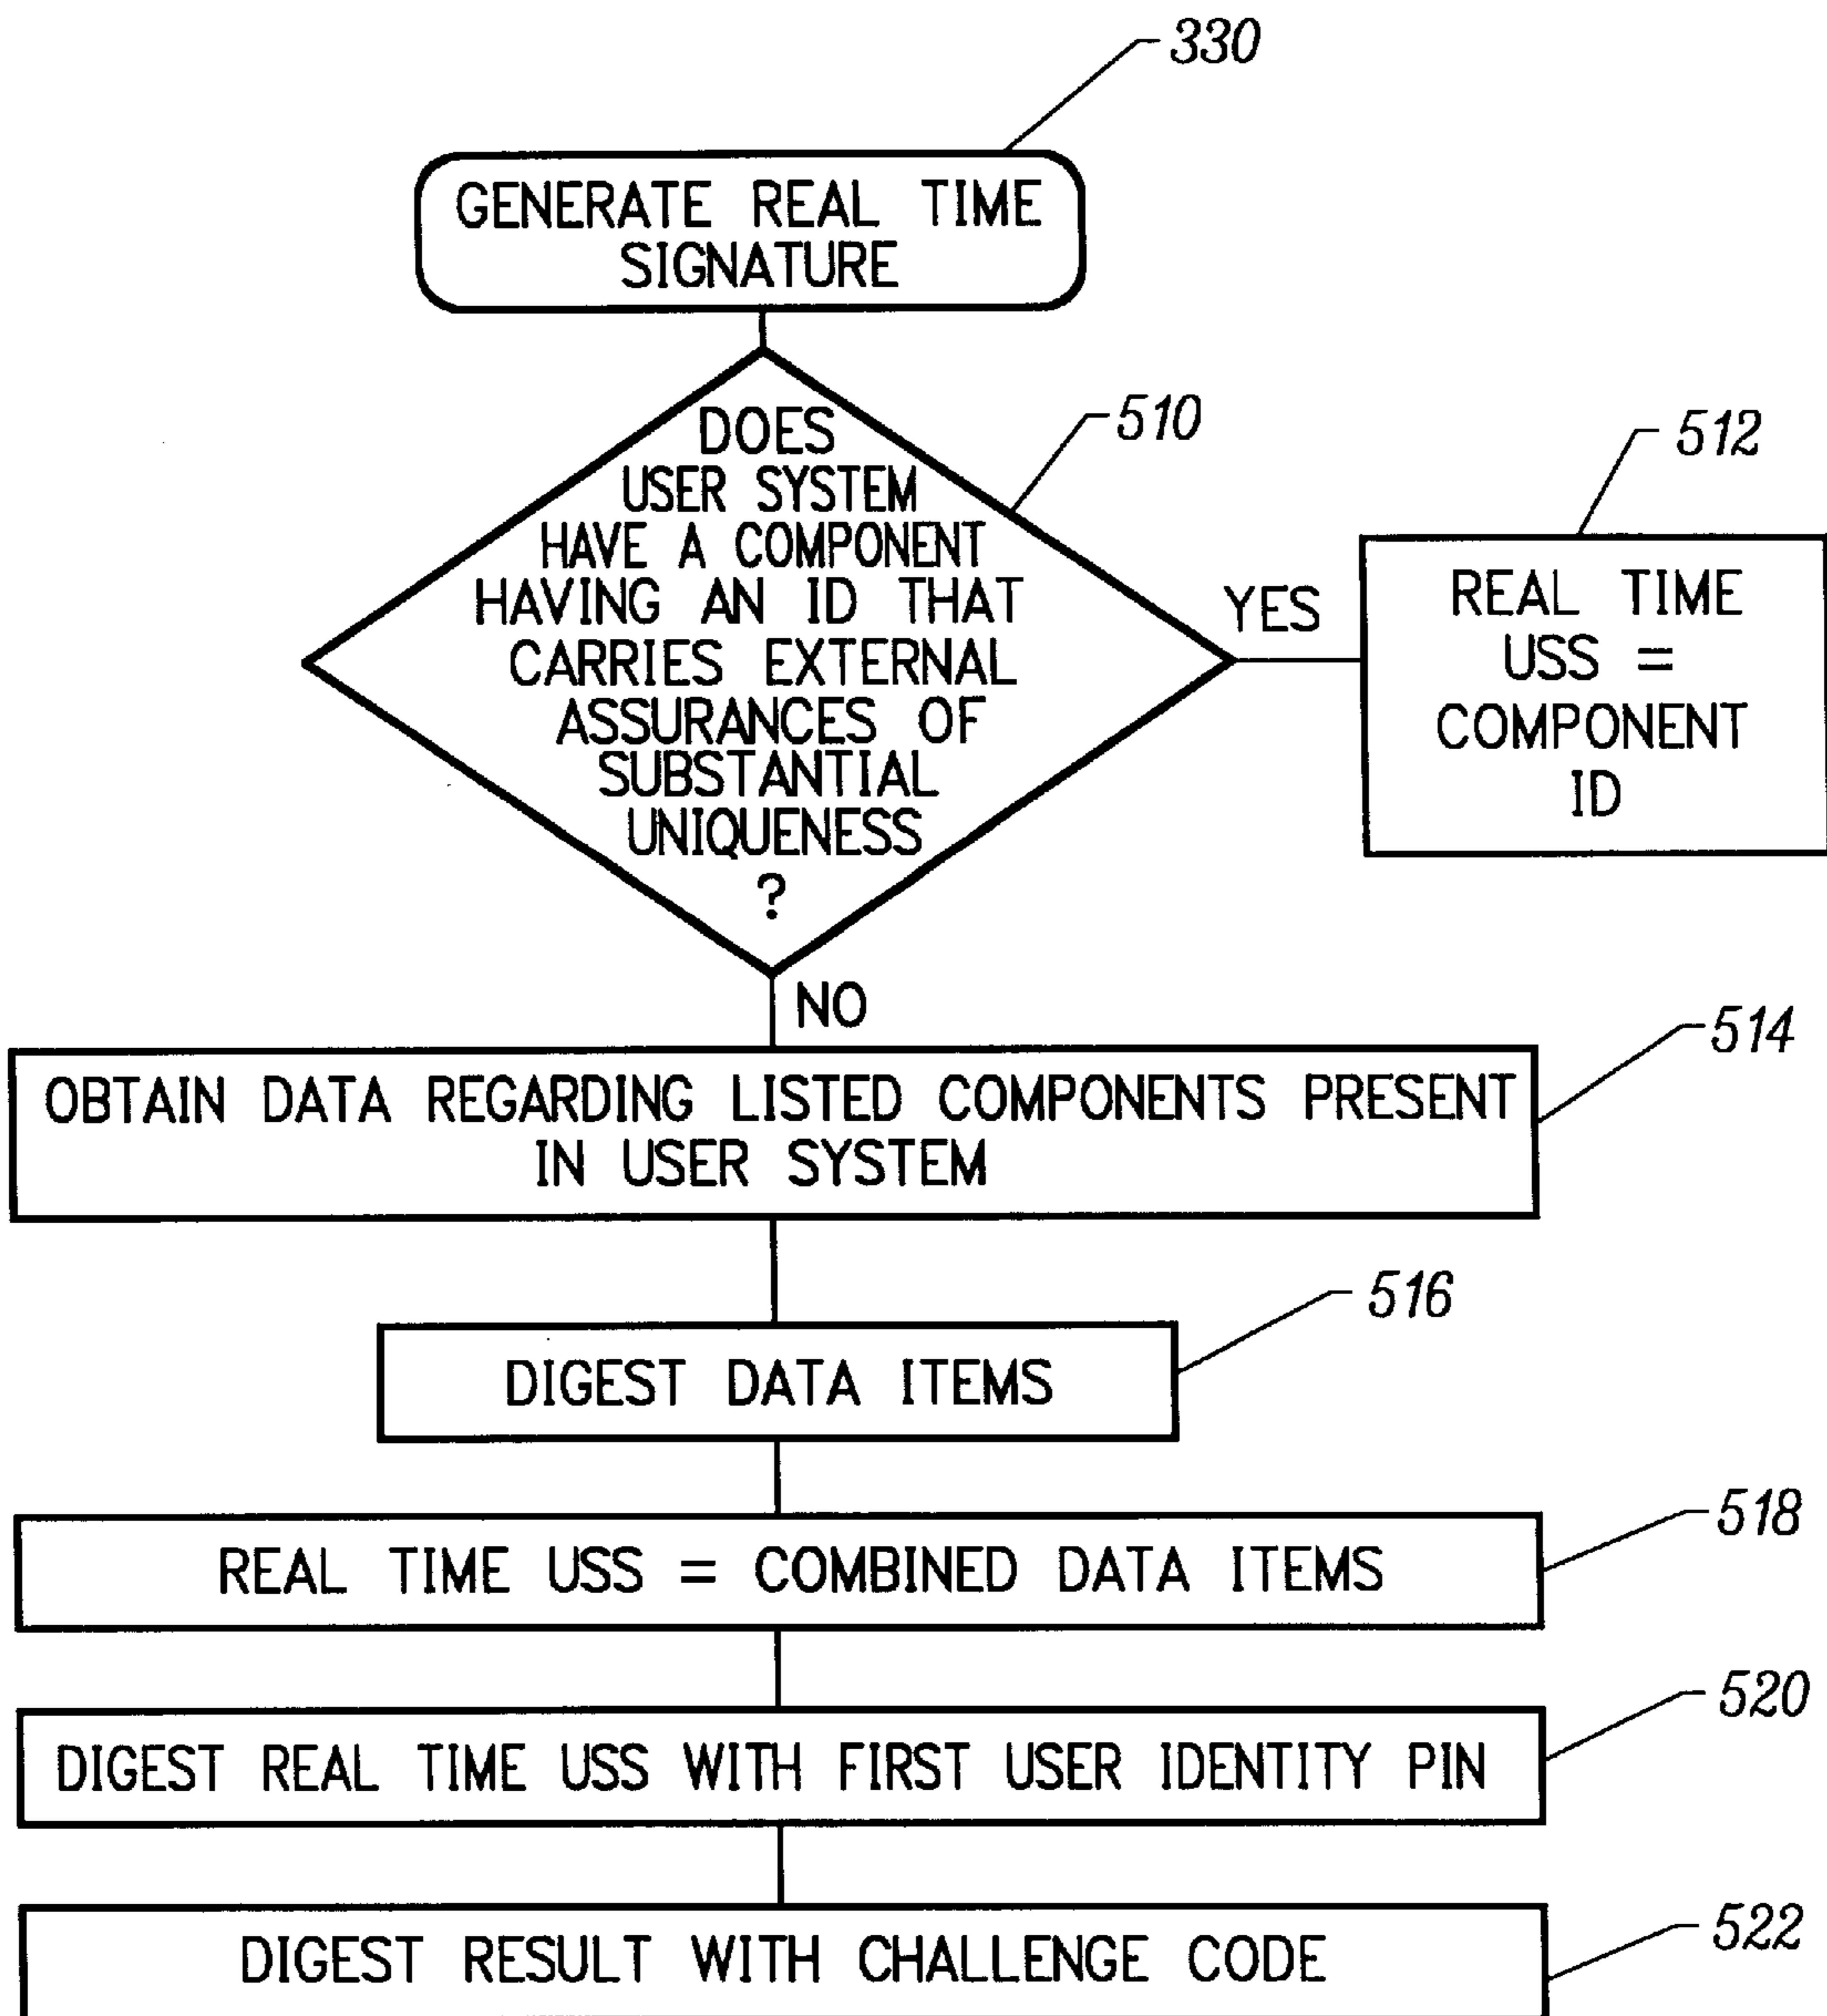 330
GENERATE REAL TIME
SIGNATURE
DOES
USER SYSTEM
HAVE A COMPONENT
HAVING AN ID THAT
CARRIES EXTERNAL
ASSURANCES OF
SUBSTANTIAL
UNIQUENESS
?
510
YES
512
REAL TIME
USS =
COMPONENT
ID
NO
514
OBTAIN DATA REGARDING LISTED COMPONENTS PRESENT
IN USER SYSTEM
516
DIGEST DATA ITEMS
518
REAL TIME USS = COMBINED DATA ITEMS
520
DIGEST REAL TIME USS WITH FIRST USER IDENTITY PIN
522
DIGEST RESULT WITH CHALLENGE CODE